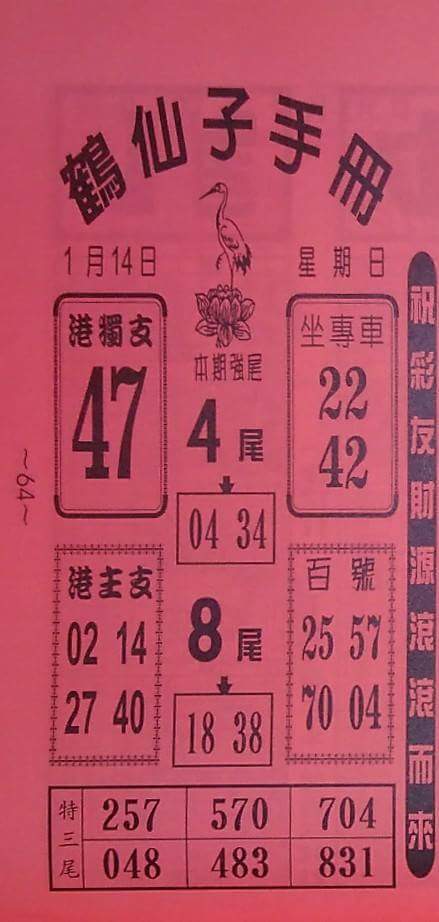 鶴仙子手冊
1月14日
星期日
港獨支
47
本期強尾
4尾
04 34
坐專車
22
42
港主支
02 14
27 40
8尾
18 38
百號
25 57
70 04
特三尾
257 570 704
048 483 831
祝彩友財源滾滾而來
~64~